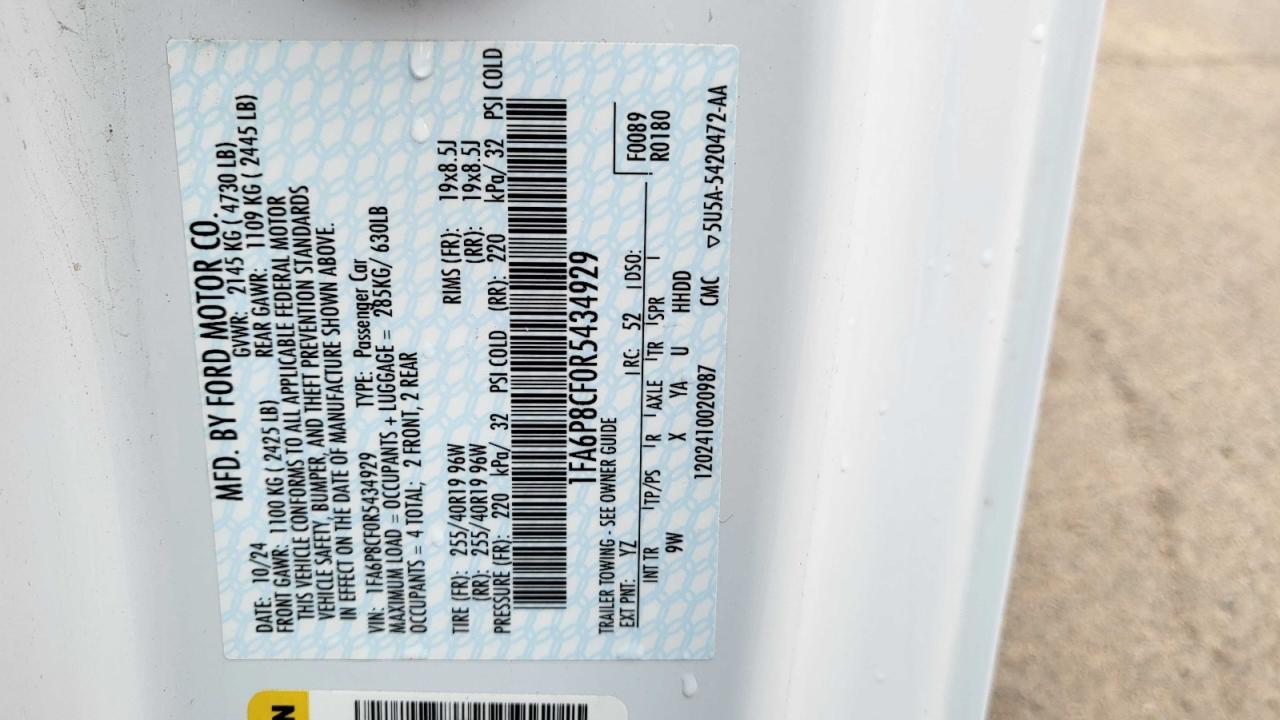 MFD. BY FORD MOTOR CO.
DATE: 10/24 GVWR: 2145 KG ( 4730 LB)
FRONT GAWR: 1100 KG ( 2425 LB) REAR GAWR: 1109 KG ( 2445 LB)
THIS VEHICLE CONFORMS TO ALL APPLICABLE FEDERAL MOTOR
VEHICLE SAFETY, BUMPER, AND THEFT PREVENTION STANDARDS
IN EFFECT ON THE DATE OF MANUFACTURE SHOWN ABOVE.
VIN: 1FA6P8CF0R5434929 TYPE: Passenger Car
MAXIMUM LOAD = OCCUPANTS + LUGGAGE = 285KG/ 630LB
OCCUPANTS = 4 TOTAL; 2 FRONT, 2 REAR
TIRE (FR): 255/40R19 96W RIMS (FR): 19x8.5J
(RR): 255/40R19 96W (RR): 19x8.5J
PRESSURE (FR): 220 kPa/ 32 PSI COLD (RR): 220 kPa/ 32 PSI COLD
1FA6P8CF0R5434929
TRAILER TOWING - SEE OWNER GUIDE
EXT PNT: YZ RC: 52 DSO: F0089
R0180
INT TR TP/PS R AXLE TR SPR
9W X YA U HHDD
1202410020987 CMC ▽5U5A-5420472-AA
N